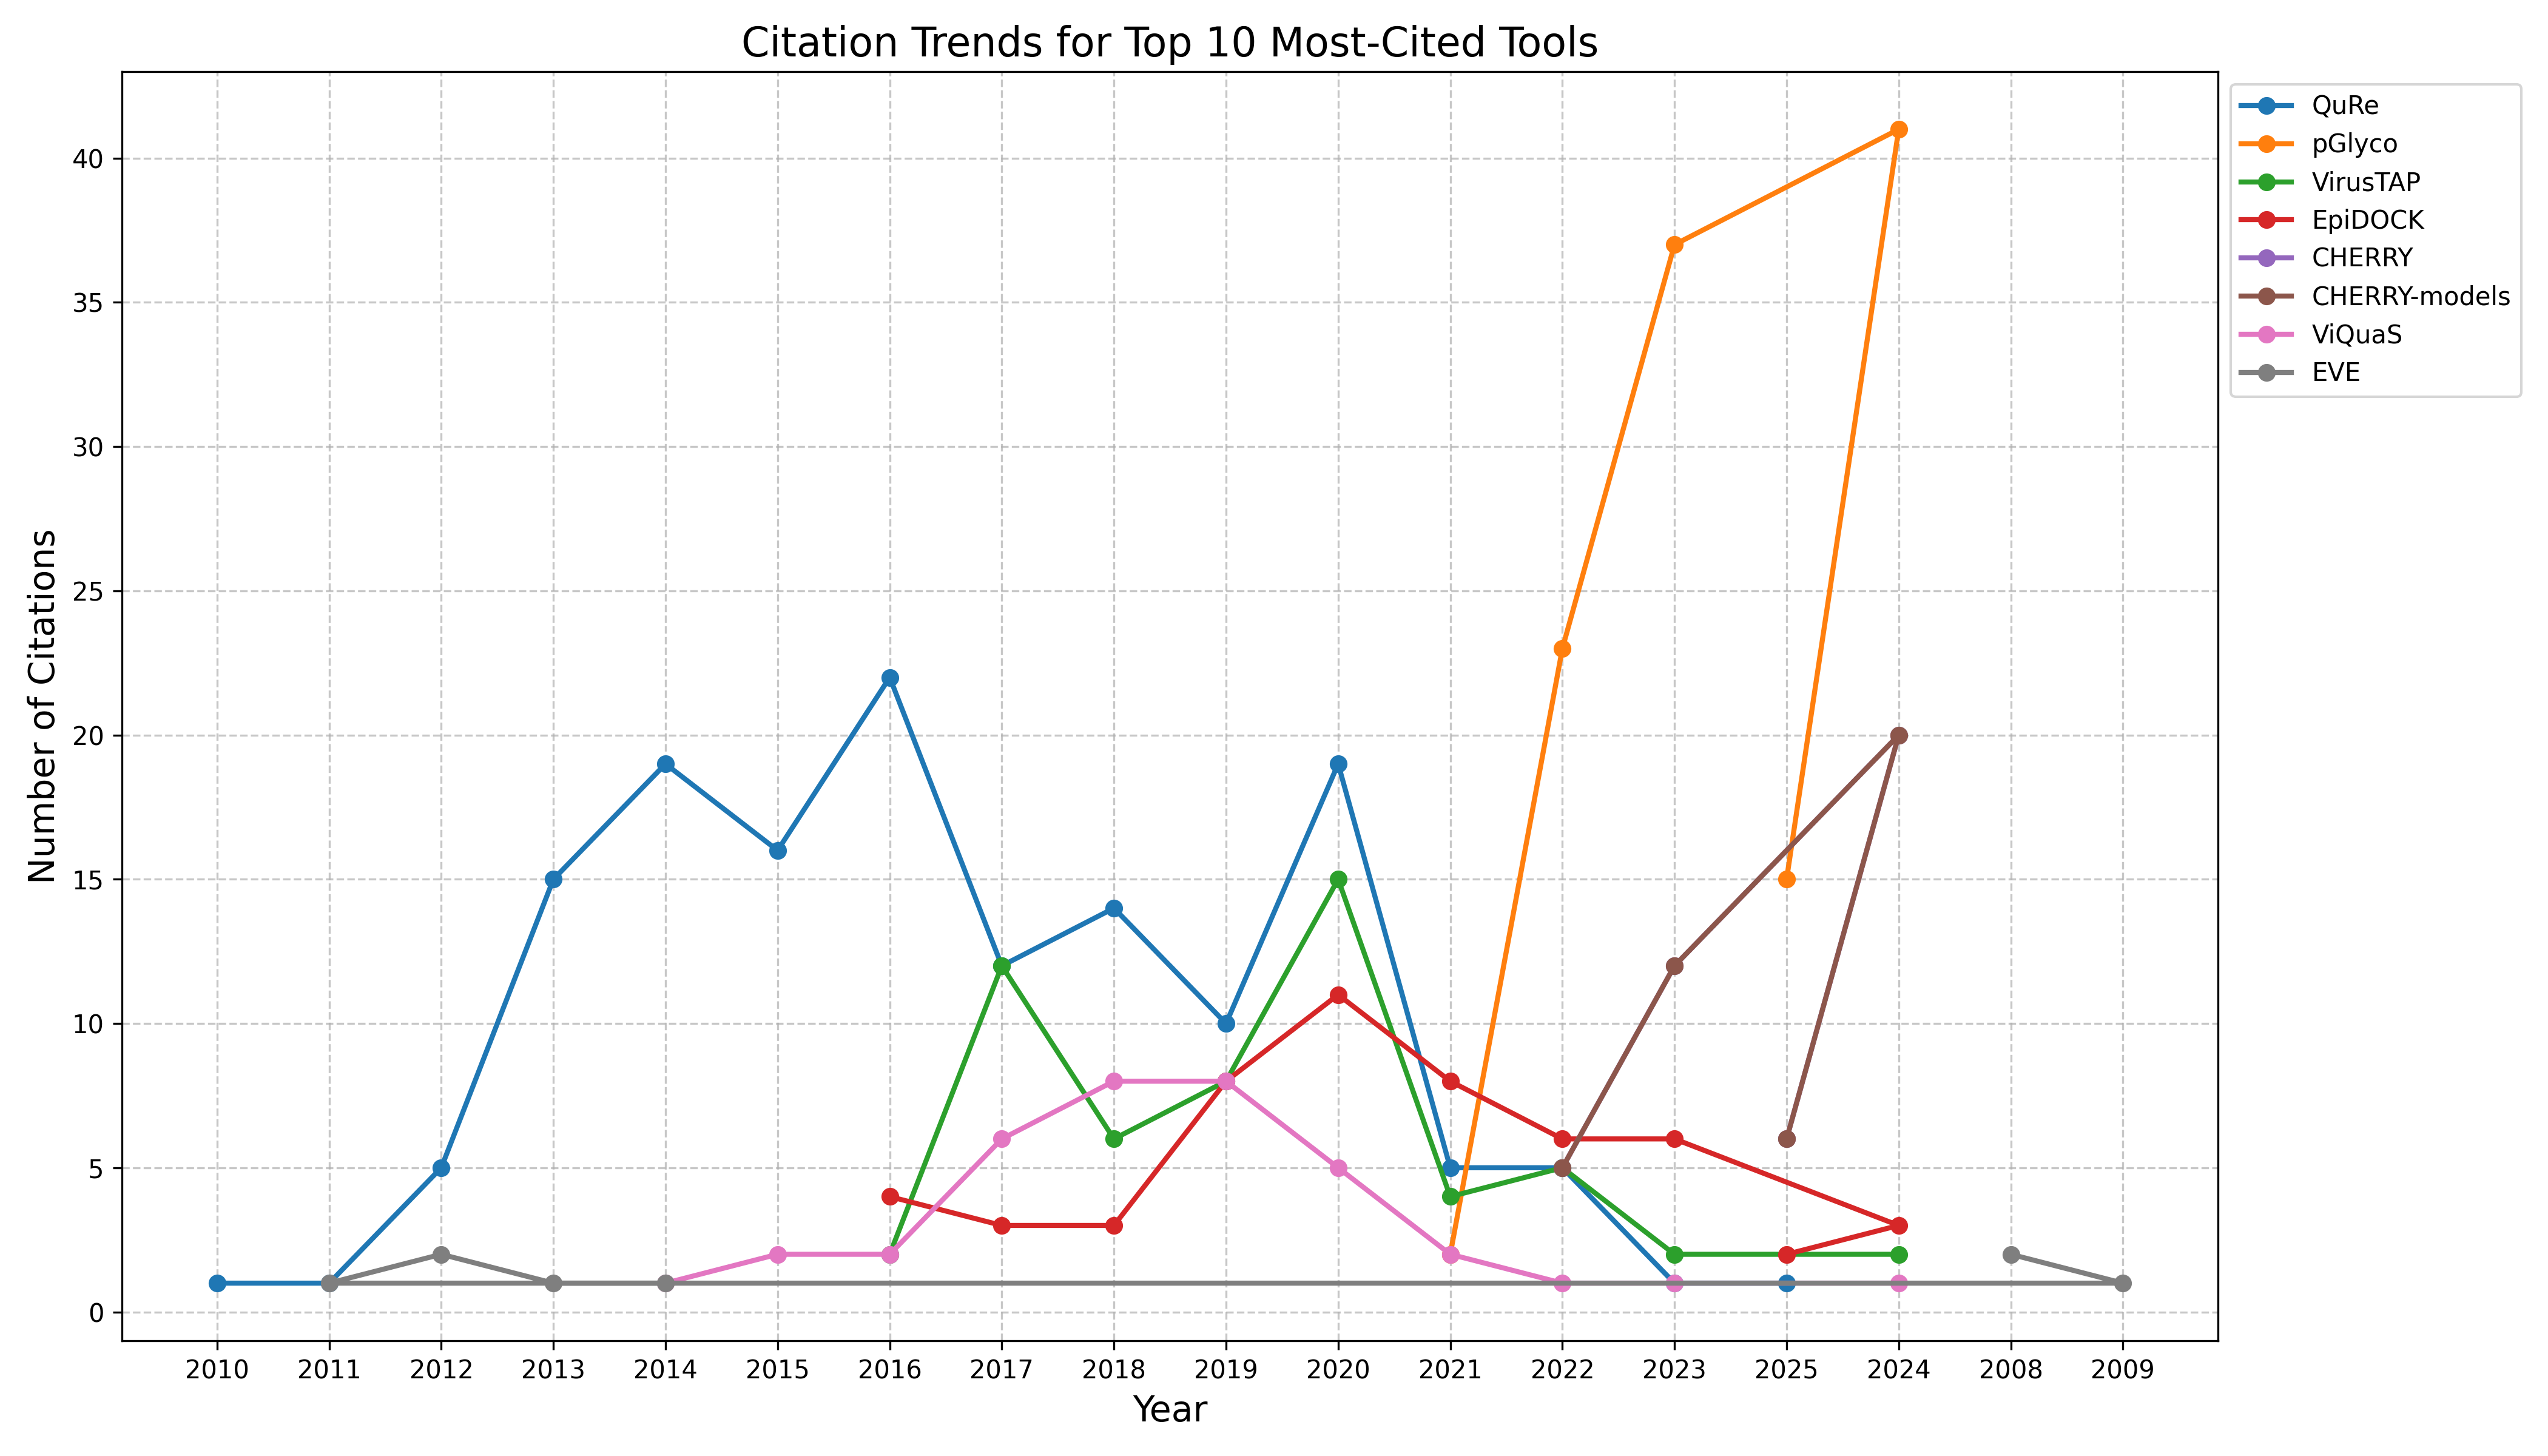 Citation Trends for Top 10 Most-Cited Tools
Number of Citations
40
35
30
25
20
15
10
5
0
2010 2011 2012 2013 2014 2015 2016 2017 2018 2019 2020 2021 2022 2023 2025 2024 2008 2009
Year
QuRe
pGlyco
VirusTAP
EpiDOCK
CHERRY
CHERRY-models
ViQuaS
EVE